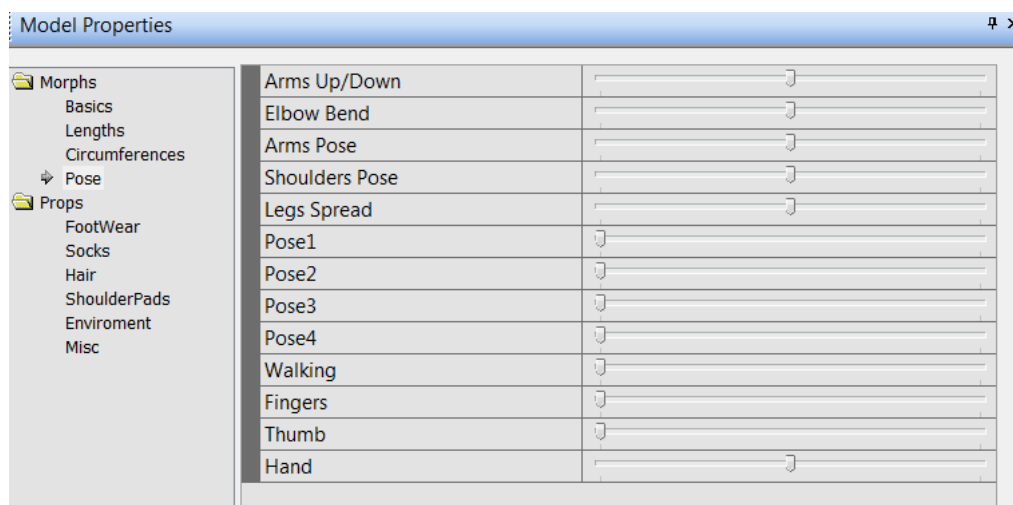 Model Properties
Morphs
Basics
Lengths
Circumferences
Pose
Props
FootWear
Socks
Hair
ShoulderPads
Enviroment
Misc
Arms Up/Down
Elbow Bend
Arms Pose
Shoulders Pose
Legs Spread
Pose1
Pose2
Pose3
Pose4
Walking
Fingers
Thumb
Hand